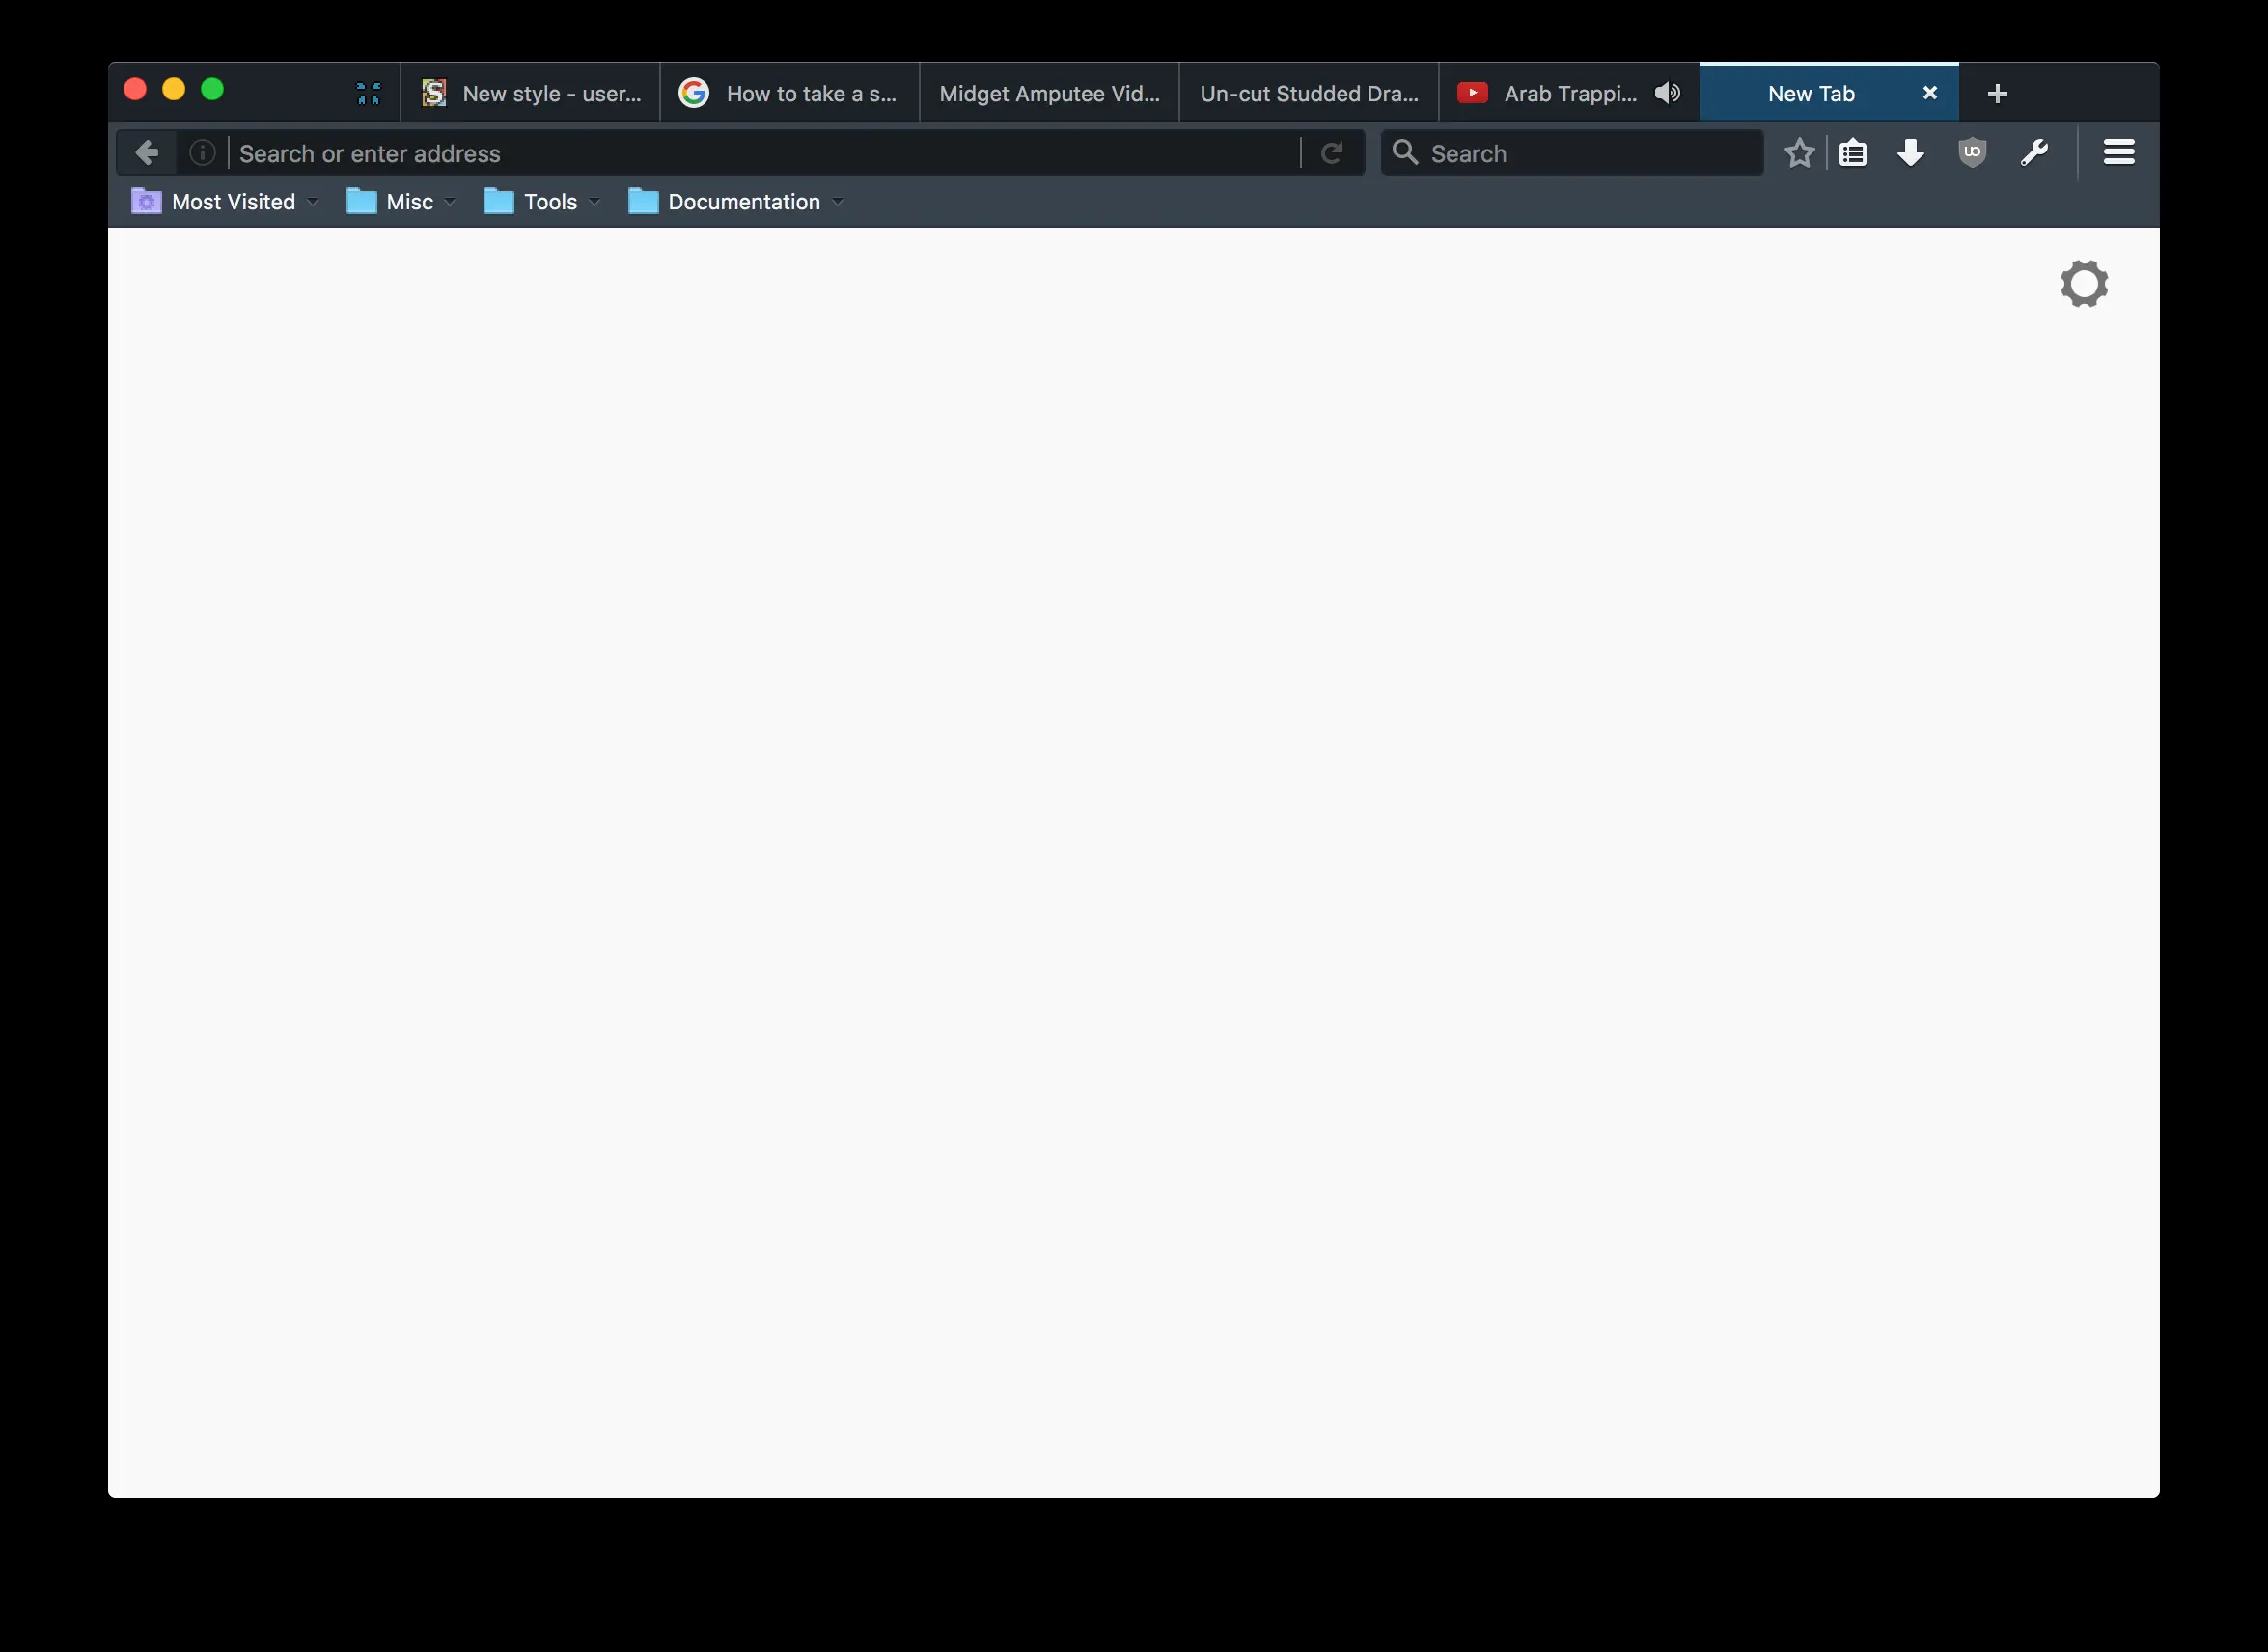 New style - user...
How to take a s...
Midget Amputee Vid...
Un-cut Studded Dra...
Arab Trappi...
New Tab
Search or enter address
Search
Most Visited
Misc
Tools
Documentation